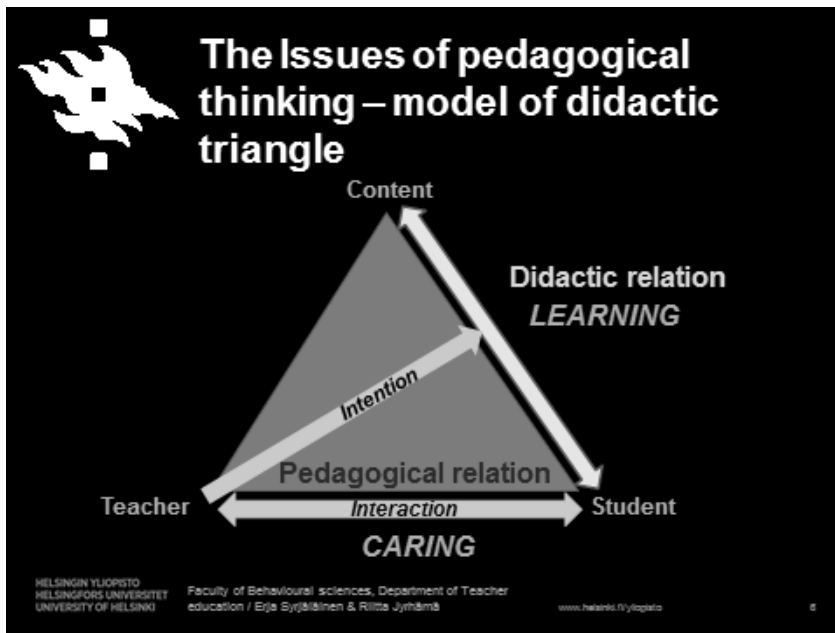 The Issues of pedagogical
thinking – model of didactic
triangle
Content
Didactic relation
LEARNING
Intention
Pedagogical relation
Teacher
Interaction
Student
CARING
HELSINGIN YLIOPISTO
HELSINGFORS UNIVERSITET
UNIVERSITY OF HELSINKI
Faculty of Behavioural sciences, Department of Teacher
education / Erja Syrjäläinen & Riitta Jyrhämä
www.helsinki.fi/yliopisto
6